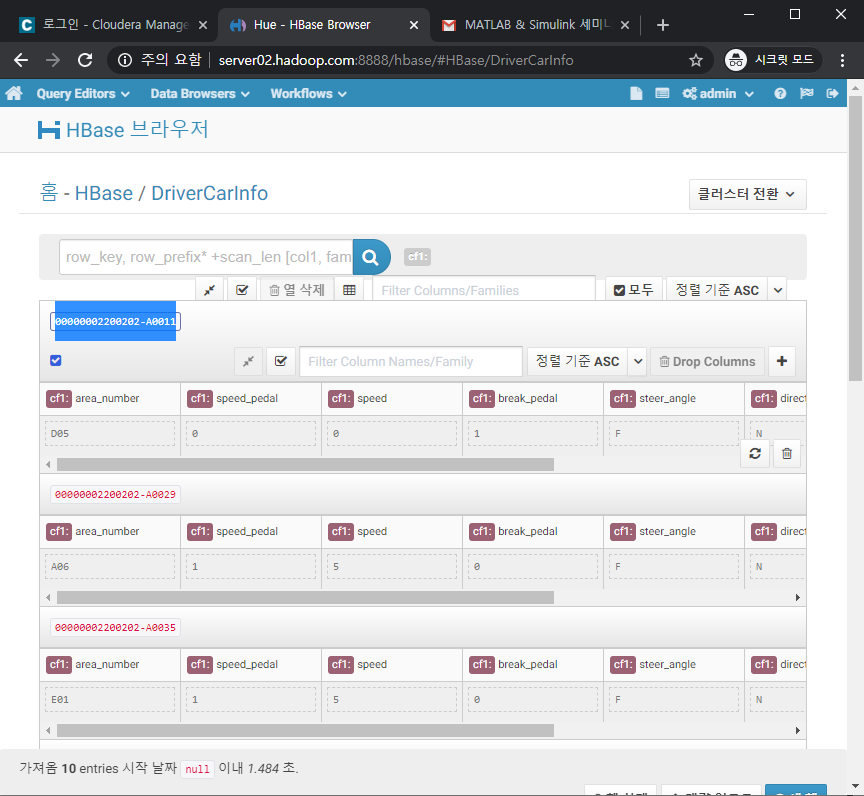 로그인 - Cloudera Manage
Hue - HBase Browser
MATLAB & Simulink 세미나
주의 요함
server02.hadoop.com:8888/hbase/#HBase/DriverCarInfo
시크릿 모드
Query Editors
Data Browsers
Workflows
admin
HBase 브라우저
홈 - HBase / DriverCarInfo
클러스터 전환
row_key, row_prefix* +scan_len [col1, fam
cf1:
열 삭제
Filter Columns/Families
모두
정렬 기준 ASC
00000002200202-A0011
Filter Column Names/Family
정렬 기준 ASC
Drop Columns
cf1: area_number cf1: speed_pedal cf1: speed cf1: break_pedal cf1: steer_angle cf1: direct
D05 0 0 1 F N
00000002200202-A0029
cf1: area_number cf1: speed_pedal cf1: speed cf1: break_pedal cf1: steer_angle cf1: direct
A06 1 5 0 F N
00000002200202-A0035
cf1: area_number cf1: speed_pedal cf1: speed cf1: break_pedal cf1: steer_angle cf1: direct
E01 1 5 0 F N
가져옴 10 entries 시작 날짜 null 이내 1.484 초.